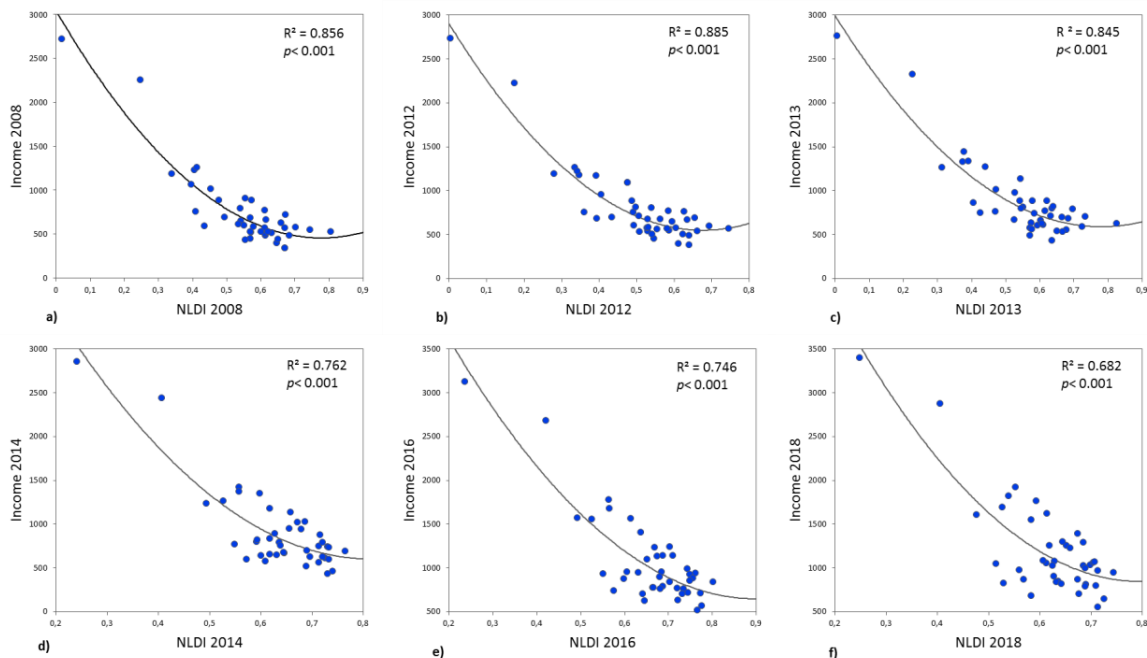 R² = 0.856
p< 0.001
Income 2008
3000
2500
2000
1500
1000
500
0
0 0,1 0,2 0,3 0,4 0,5 0,6 0,7 0,8 0,9
a) NLDI 2008
R² = 0.885
p< 0.001
Income 2012
3000
2500
2000
1500
1000
500
0
0 0,1 0,2 0,3 0,4 0,5 0,6 0,7 0,8
b) NLDI 2012
R² = 0.845
p< 0.001
Income 2013
3000
2500
2000
1500
1000
500
0
0 0,1 0,2 0,3 0,4 0,5 0,6 0,7 0,8 0,9
c) NLDI 2013
R² = 0.762
p< 0.001
Income 2014
3000
2500
2000
1500
1000
500
0
0,2 0,3 0,4 0,5 0,6 0,7 0,8
d) NLDI 2014
R² = 0.746
p< 0.001
Income 2016
3500
3000
2500
2000
1500
1000
500
0,2 0,3 0,4 0,5 0,6 0,7 0,8 0,9
e) NLDI 2016
R² = 0.682
p< 0.001
Income 2018
3500
3000
2500
2000
1500
1000
500
0,2 0,3 0,4 0,5 0,6 0,7 0,8
f) NLDI 2018